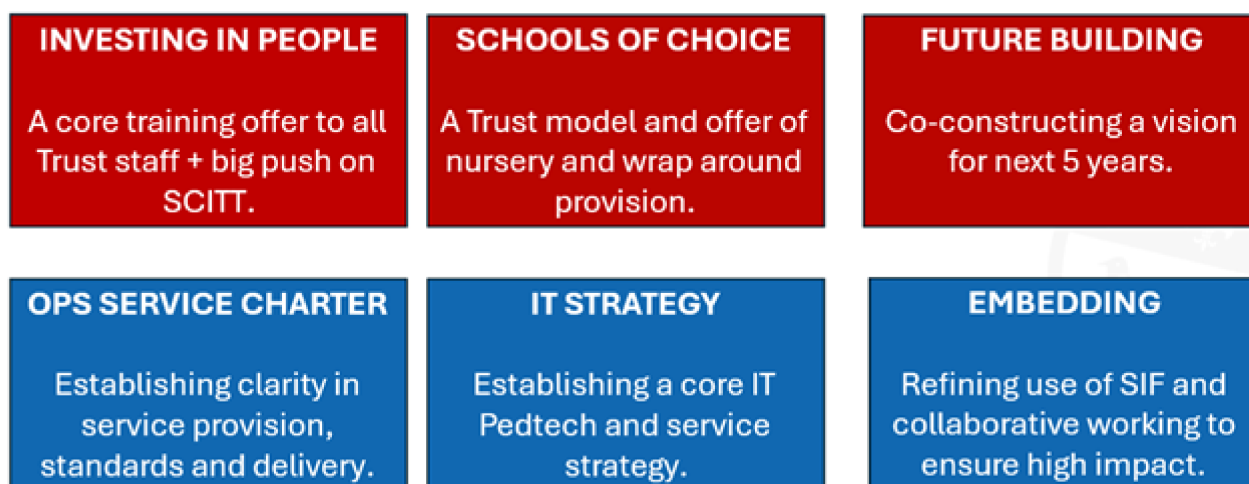 INVESTING IN PEOPLE
A core training offer to all
Trust staff + big push on
SCITT.
SCHOOLS OF CHOICE
A Trust model and offer of
nursery and wrap around
provision.
FUTURE BUILDING
Co-constructing a vision
for next 5 years.
OPS SERVICE CHARTER
Establishing clarity in
service provision,
standards and delivery.
IT STRATEGY
Establishing a core IT
Pedtech and service
strategy.
EMBEDDING
Refining use of SIF and
collaborative working to
ensure high impact.